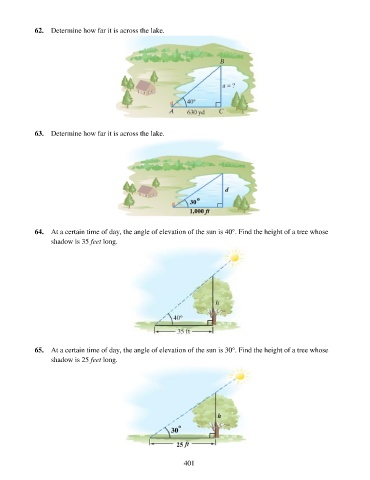 62. Determine how far it is across the lake.
B
a = ?
40°
A 630 yd C
63. Determine how far it is across the lake.
d
30°
1,000 ft
64. At a certain time of day, the angle of elevation of the sun is 40°. Find the height of a tree whose
shadow is 35 feet long.
h
40°
35 ft
65. At a certain time of day, the angle of elevation of the sun is 30°. Find the height of a tree whose
shadow is 25 feet long.
h
30°
25 ft
401